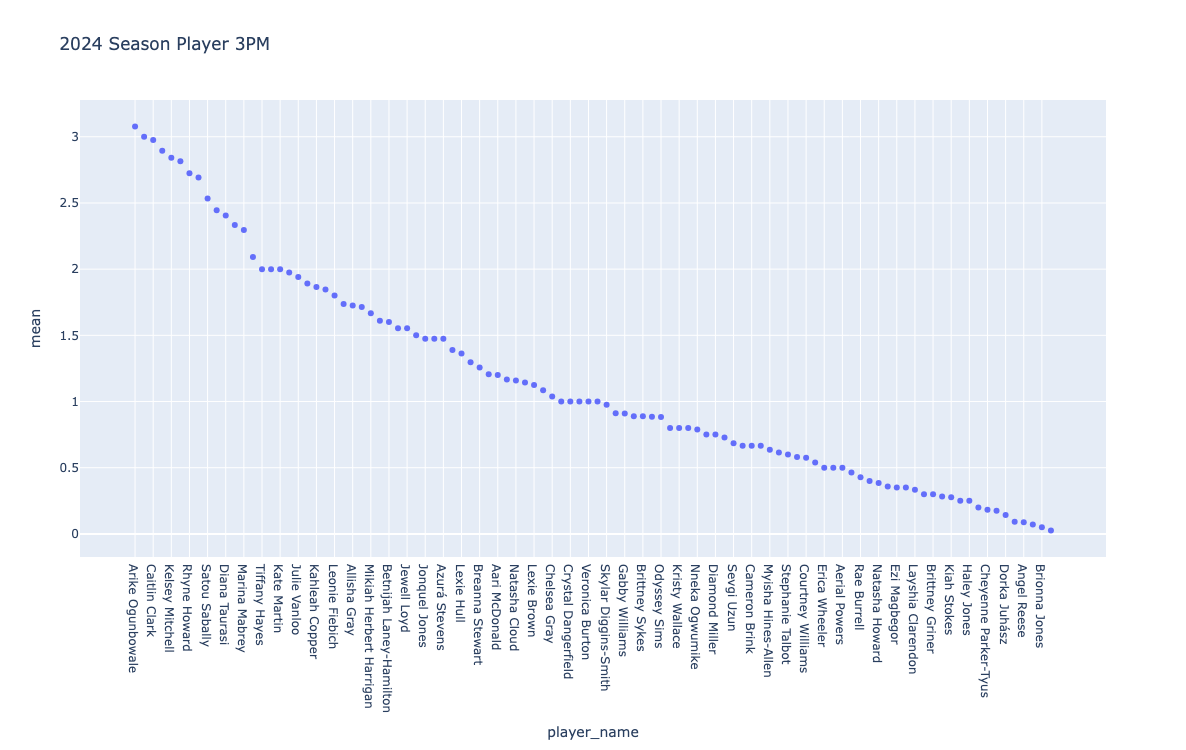 2024 Season Player 3PM
3
2.5
2
1.5
1
0.5
0
mean
Arike Ogunbowale
Caitlin Clark
Kelsey Mitchell
Rhyne Howard
Satou Sabally
Diana Taurasi
Marina Mabrey
Tiffany Hayes
Kate Martin
Julie Vanloo
Kahleah Copper
Leonie Fiebich
Allisha Gray
Mikiah Herbert Harrigan
Betnijah Laney-Hamilton
Jewell Loyd
Jonquel Jones
Azurá Stevens
Lexie Hull
Breanna Stewart
Aari McDonald
Natasha Cloud
Lexie Brown
Chelsea Gray
Crystal Dangerfield
Veronica Burton
Skylar Diggins-Smith
Gabby Williams
Brittney Sykes
Odyssey Sims
Kristy Wallace
Nneka Ogwumike
Diamond Miller
Sevgi Uzun
Cameron Brink
Myisha Hines-Allen
Stephanie Talbot
Courtney Williams
Erica Wheeler
Aerial Powers
Rae Burrell
Natasha Howard
Ezi Magbegor
Layshia Clarendon
Brittney Griner
Kiah Stokes
Haley Jones
Cheyenne Parker-Tyus
Dorka Juhász
Angel Reese
Brionna Jones
player_name